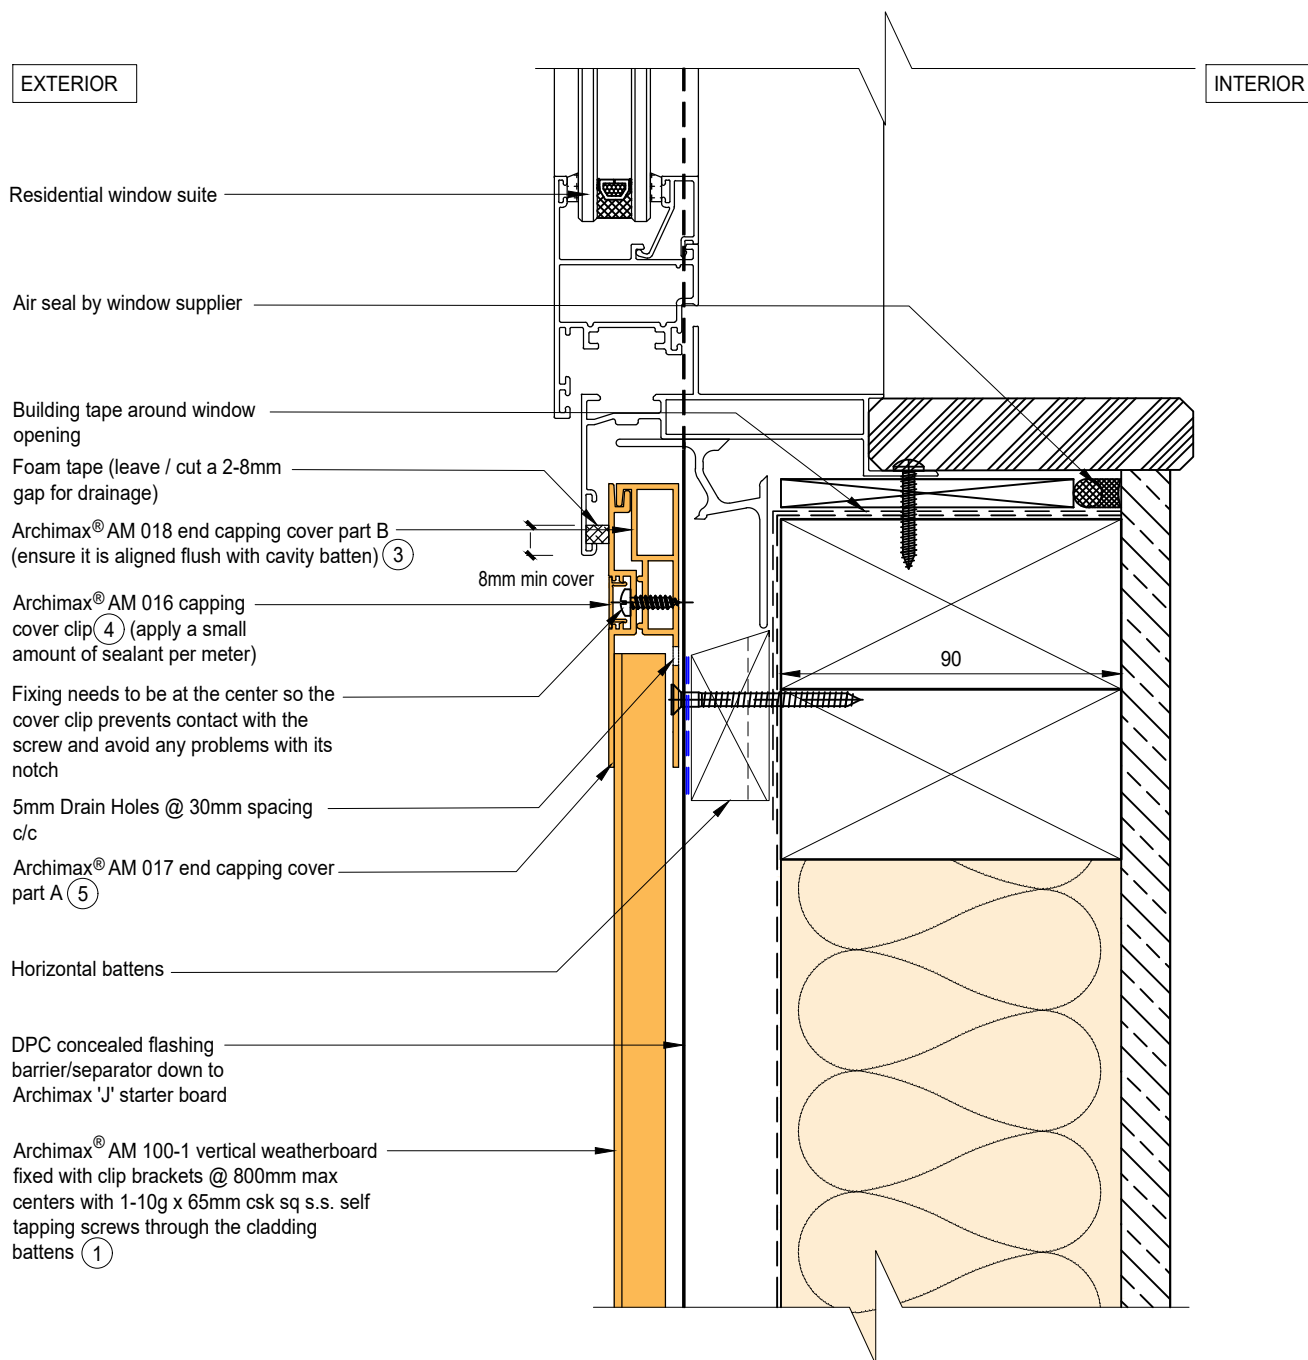 EXTERIOR
INTERIOR
Residential window suite
Air seal by window supplier
Building tape around window
opening
Foam tape (leave / cut a 2-8mm
gap for drainage)
Archimax® AM 018 end capping cover part B
(ensure it is aligned flush with cavity batten) 3
8mm min cover
Archimax® AM 016 capping
cover clip 4 (apply a small
amount of sealant per meter)
90
Fixing needs to be at the center so the
cover clip prevents contact with the
screw and avoid any problems with its
notch
5mm Drain Holes @ 30mm spacing
c/c
Archimax® AM 017 end capping cover
part A 5
Horizontal battens
DPC concealed flashing
barrier/separator down to
Archimax 'J' starter board
Archimax® AM 100-1 vertical weatherboard
fixed with clip brackets @ 800mm max
centers with 1-10g x 65mm csk sq s.s. self
tapping screws through the cladding
battens 1